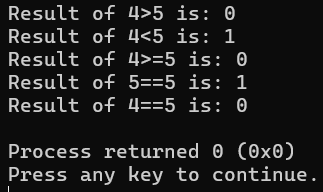 Result of 4>5 is: 0
Result of 4<5 is: 1
Result of 4>=5 is: 0
Result of 5==5 is: 1
Result of 4==5 is: 0
Process returned 0 (0x0)
Press any key to continue.